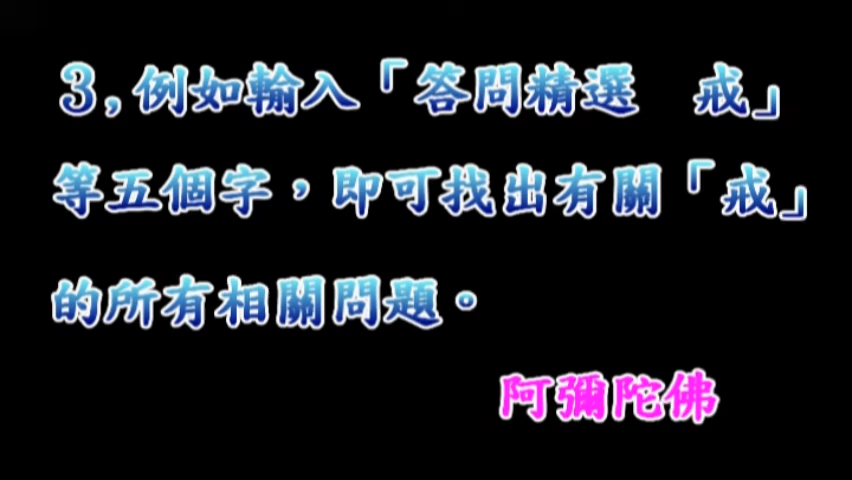 3,例如輸入「答問精選　戒」
等五個字，即可找出有關「戒」
的所有相關問題。
阿彌陀佛